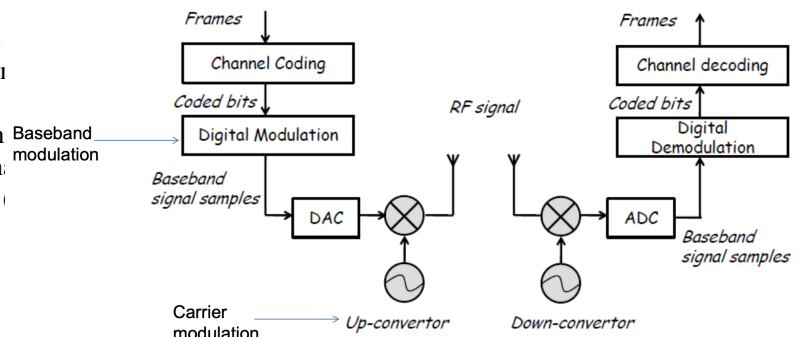 Frames
Channel Coding
Coded bits
Baseband
modulation
Digital Modulation
Baseband
signal samples
DAC
RF signal
Carrier
modulation
Up-convertor
Down-convertor
Frames
Channel decoding
Coded bits
Digital
Demodulation
ADC
Baseband
signal samples